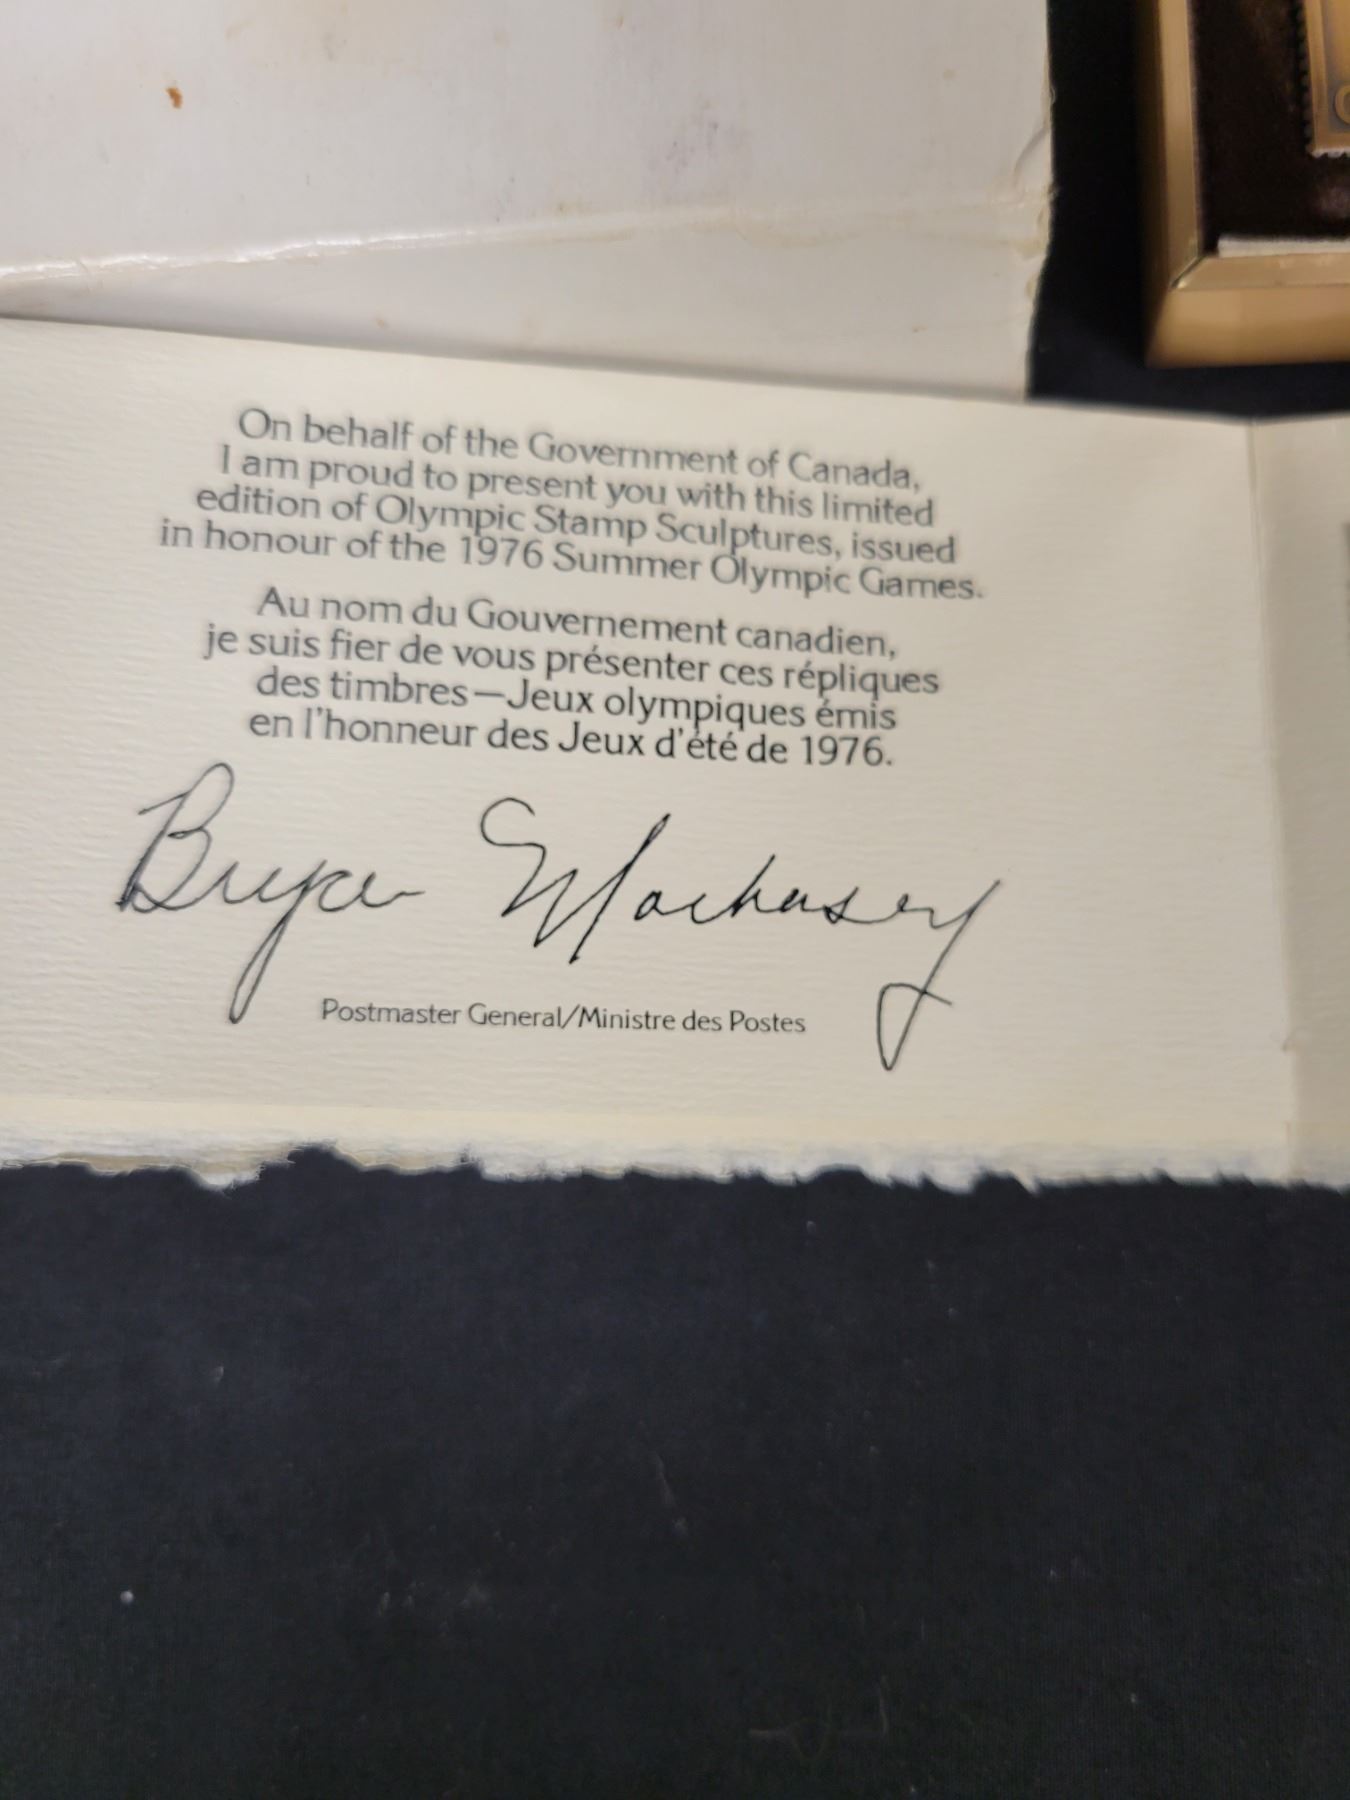 On behalf of the Government of Canada,
I am proud to present you with this limited
edition of Olympic Stamp Sculptures, issued
in honour of the 1976 Summer Olympic Games.
Au nom du Gouvernement canadien,
je suis fier de vous présenter ces répliques
des timbres—Jeux olympiques émis
en l'honneur des Jeux d'été de 1976.
Bryce Mackasey
Postmaster General/Ministre des Postes